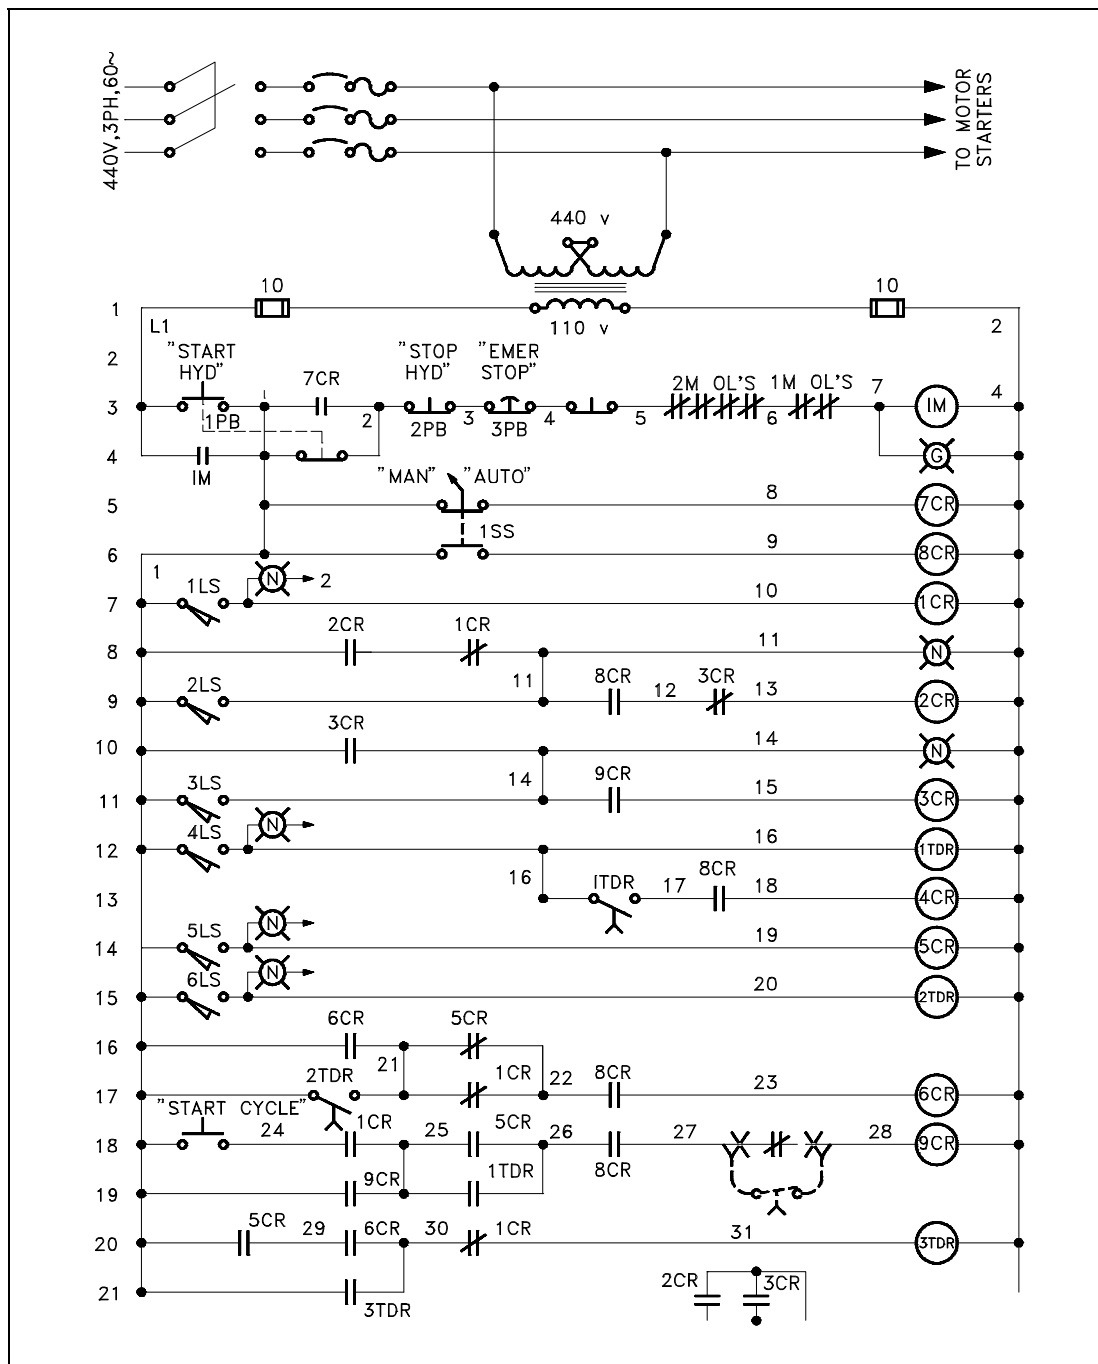 440V,3PH,60~
TO MOTOR
STARTERS
440 v
10
10
1
L1
110 v
2
2
"START
HYD"
"STOP
HYD"
"EMER
STOP"
7CR
2M OL'S
1M OL'S
7
4
3
1PB
2
2PB
3
3PB
4
5
6
1M
4
1M
G
"MAN"
"AUTO"
8
5
7CR
1SS
9
6
8CR
1
N
2
1LS
10
7
1CR
2CR
1CR
11
8
N
2LS
11
8CR
12
3CR
13
9
2CR
3CR
14
10
N
3LS
14
9CR
15
11
3CR
N
4LS
16
12
1TDR
16
1TDR
17
8CR
18
13
4CR
N
5LS
19
14
5CR
N
6LS
20
15
2TDR
6CR
5CR
16
21
2TDR
1CR
22
8CR
23
17
6CR
"START CYCLE"
24
1CR
25
5CR
26
27
28
18
8CR
9CR
9CR
1TDR
19
5CR
29
6CR
30
1CR
31
20
3TDR
2CR
3CR
21
3TDR